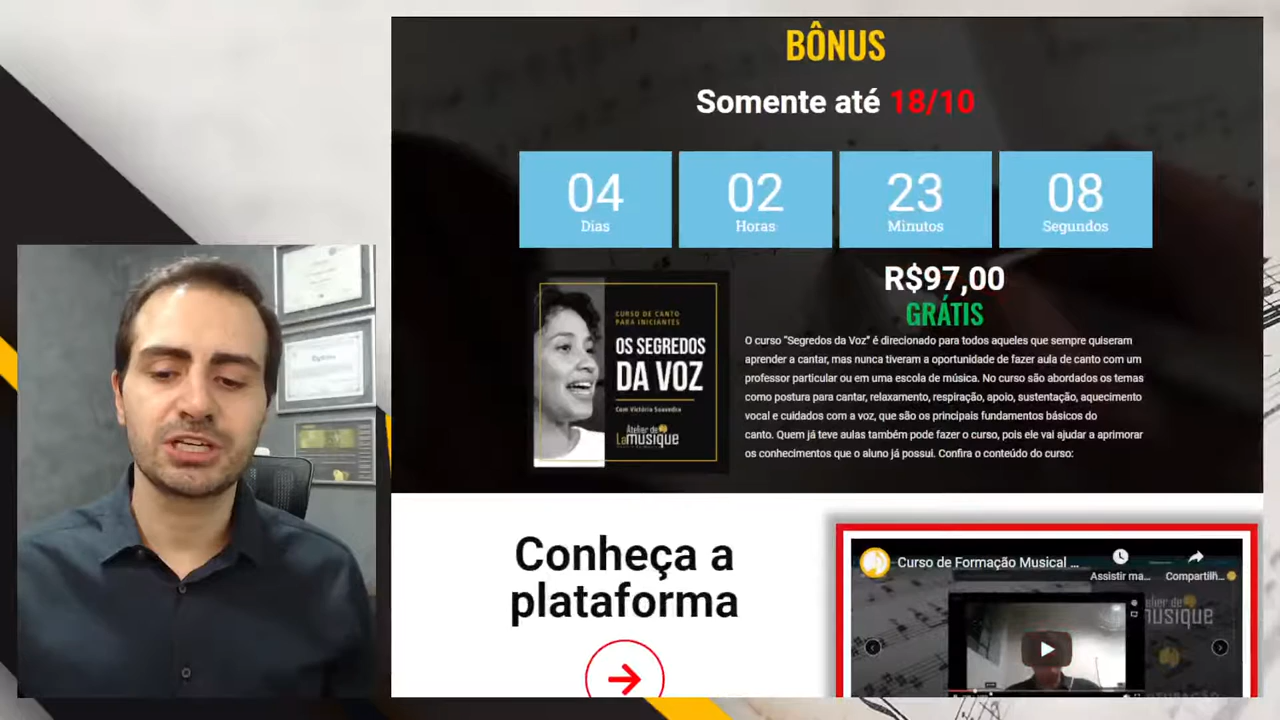 BÔNUS
Somente até 18/10
04
Dias
02
Horas
23
Minutos
08
Segundos
R$97,00
GRÁTIS
CURSO DE CANTO
PARA INICIANTES
OS SEGREDOS
DA VOZ
Com Victória Saavedra
Atelier de
Lamusique
O curso “Segredos da Voz” é direcionado para todos aqueles que sempre quiseram
aprender a cantar, mas nunca tiveram a oportunidade de fazer aula de canto com um
professor particular ou em uma escola de música. No curso são abordados os temas
como postura para cantar, relaxamento, respiração, apoio, sustentação, aquecimento
vocal e cuidados com a voz, que são os principais fundamentos básicos do
canto. Quem já teve aulas também pode fazer o curso, pois ele vai ajudar a aprimorar
os conhecimentos que o aluno já possui. Confira o conteúdo do curso:
Conheça a
plataforma
Curso de Formação Musical ...
Assistir ma...
Compartilh...
elier de
musique